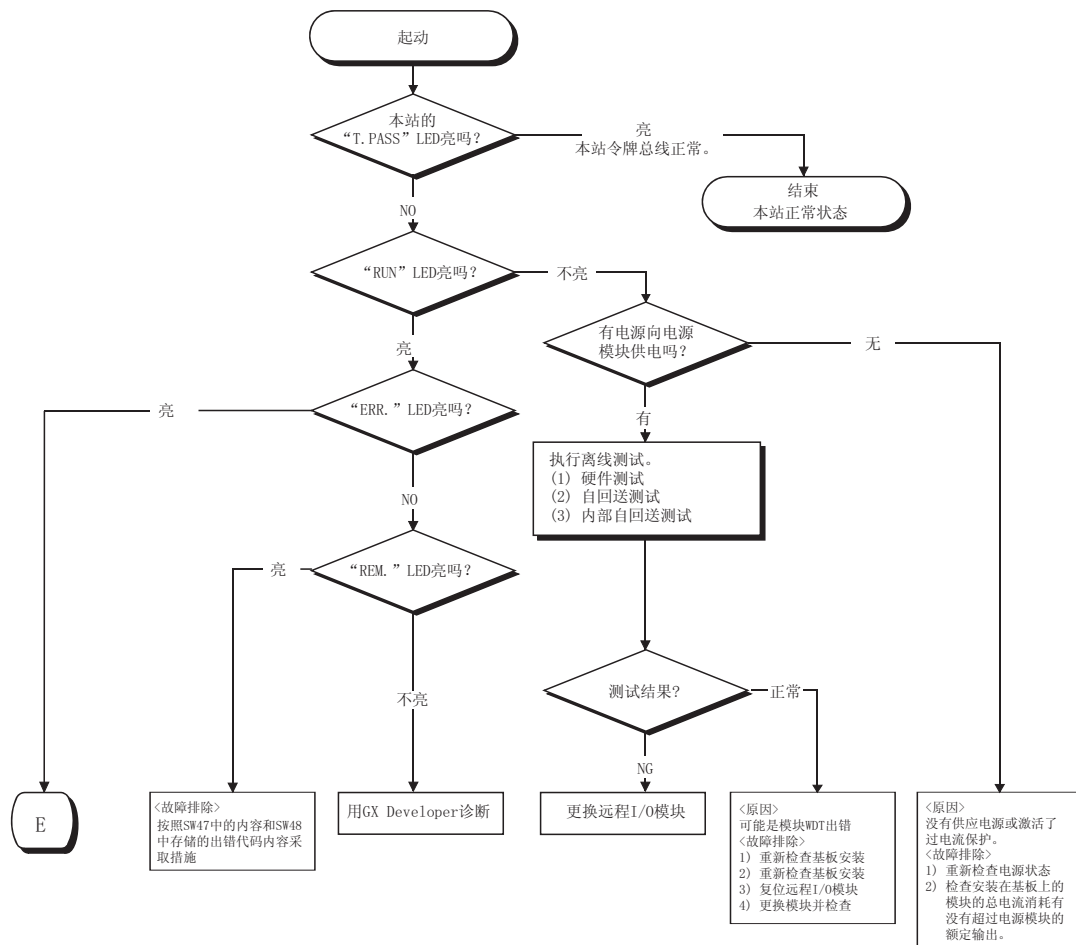 起动
本站的
“T.PASS”LED亮吗？
亮
本站令牌总线正常。
结束
本站正常状态
NO
“RUN”LED亮吗？
不亮
有电源向电源
模块供电吗？
无
亮
“ERR.”LED亮吗？
亮
有
执行离线测试。
(1) 硬件测试
(2) 自回送测试
(3) 内部自回送测试
NO
“REM.”LED亮吗？
亮
测试结果？
正常
不亮
NG
E
<故障排除>
按照SW47中的内容和SW48
中存储的出错代码内容采
取措施
用GX Developer诊断
更换远程I/O模块
<原因>
可能是模块WDT出错
<故障排除>
1) 重新检查基板安装
2) 重新检查基板安装
3) 复位远程I/O模块
4) 更换模块并检查
<原因>
没有供应电源或激活了
过电流保护。
<故障排除>
1) 重新检查电源状态
2) 检查安装在基板上的
模块的总电流消耗有
没有超过电源模块的
额定输出。